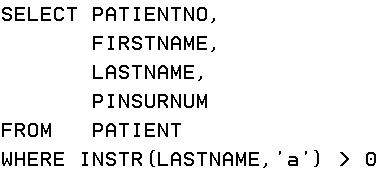 SELECT PATIENTNO,
       FIRSTNAME,
       LASTNAME,
       PINSURNUM
FROM   PATIENT
WHERE INSTR(LASTNAME,'a') > 0